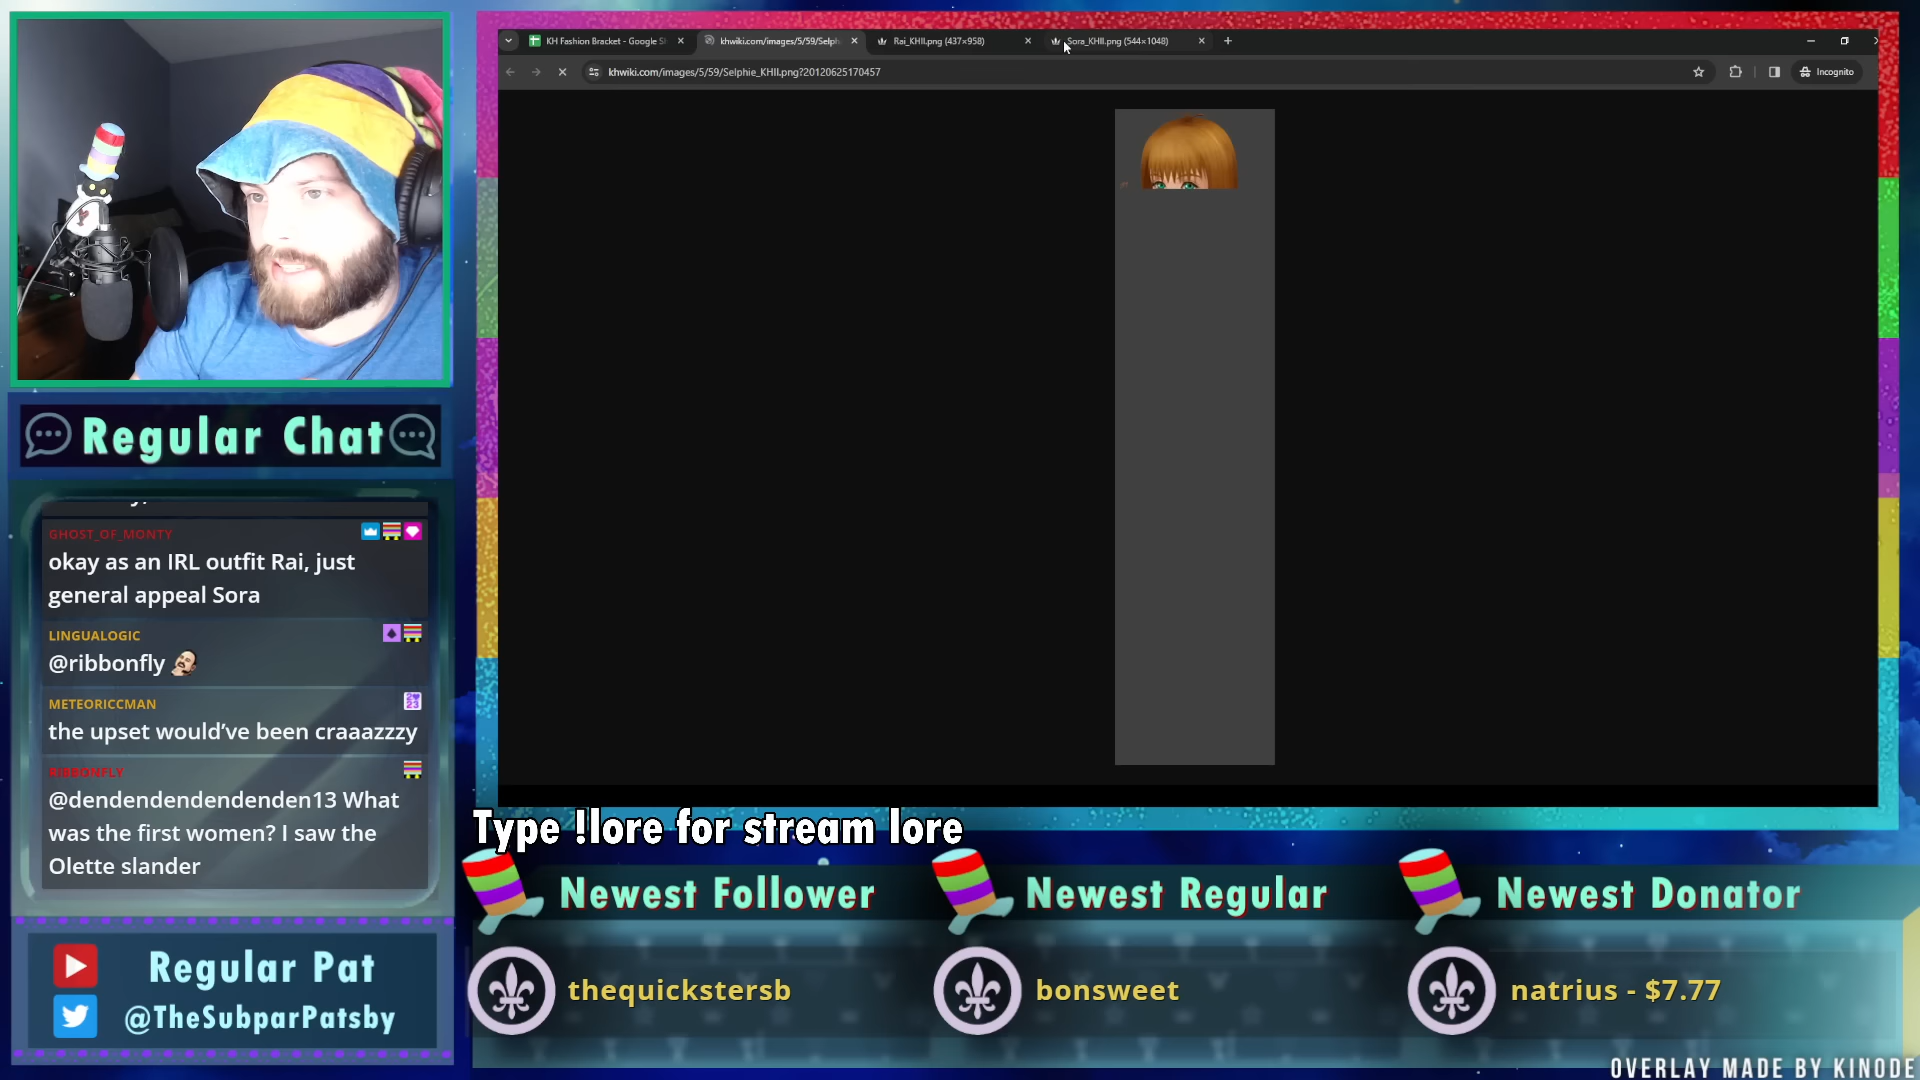 KH Fashion Bracket - Google S
khwiki.com/images/5/59/Selph
Rai_KHII.png (437×958)
Sora_KHII.png (544×1048)
khwiki.com/images/5/59/Selphie_KHII.png?20120625170457
Incognito
Regular Chat
GHOST_OF_MONTY
okay as an IRL outfit Rai, just
general appeal Sora
LINGUALOGIC
@ribbonfly
METEORICCMAN
the upset would've been craaazzzy
RIBBONFLY
@dendendendendenden13 What
was the first women? I saw the
Olette slander
Regular Pat
@TheSubparPatsby
Type !lore for stream lore
Newest Follower
Newest Regular
Newest Donator
thequickstersb
bonsweet
natrius - $7.77
OVERLAY MADE BY KINODE